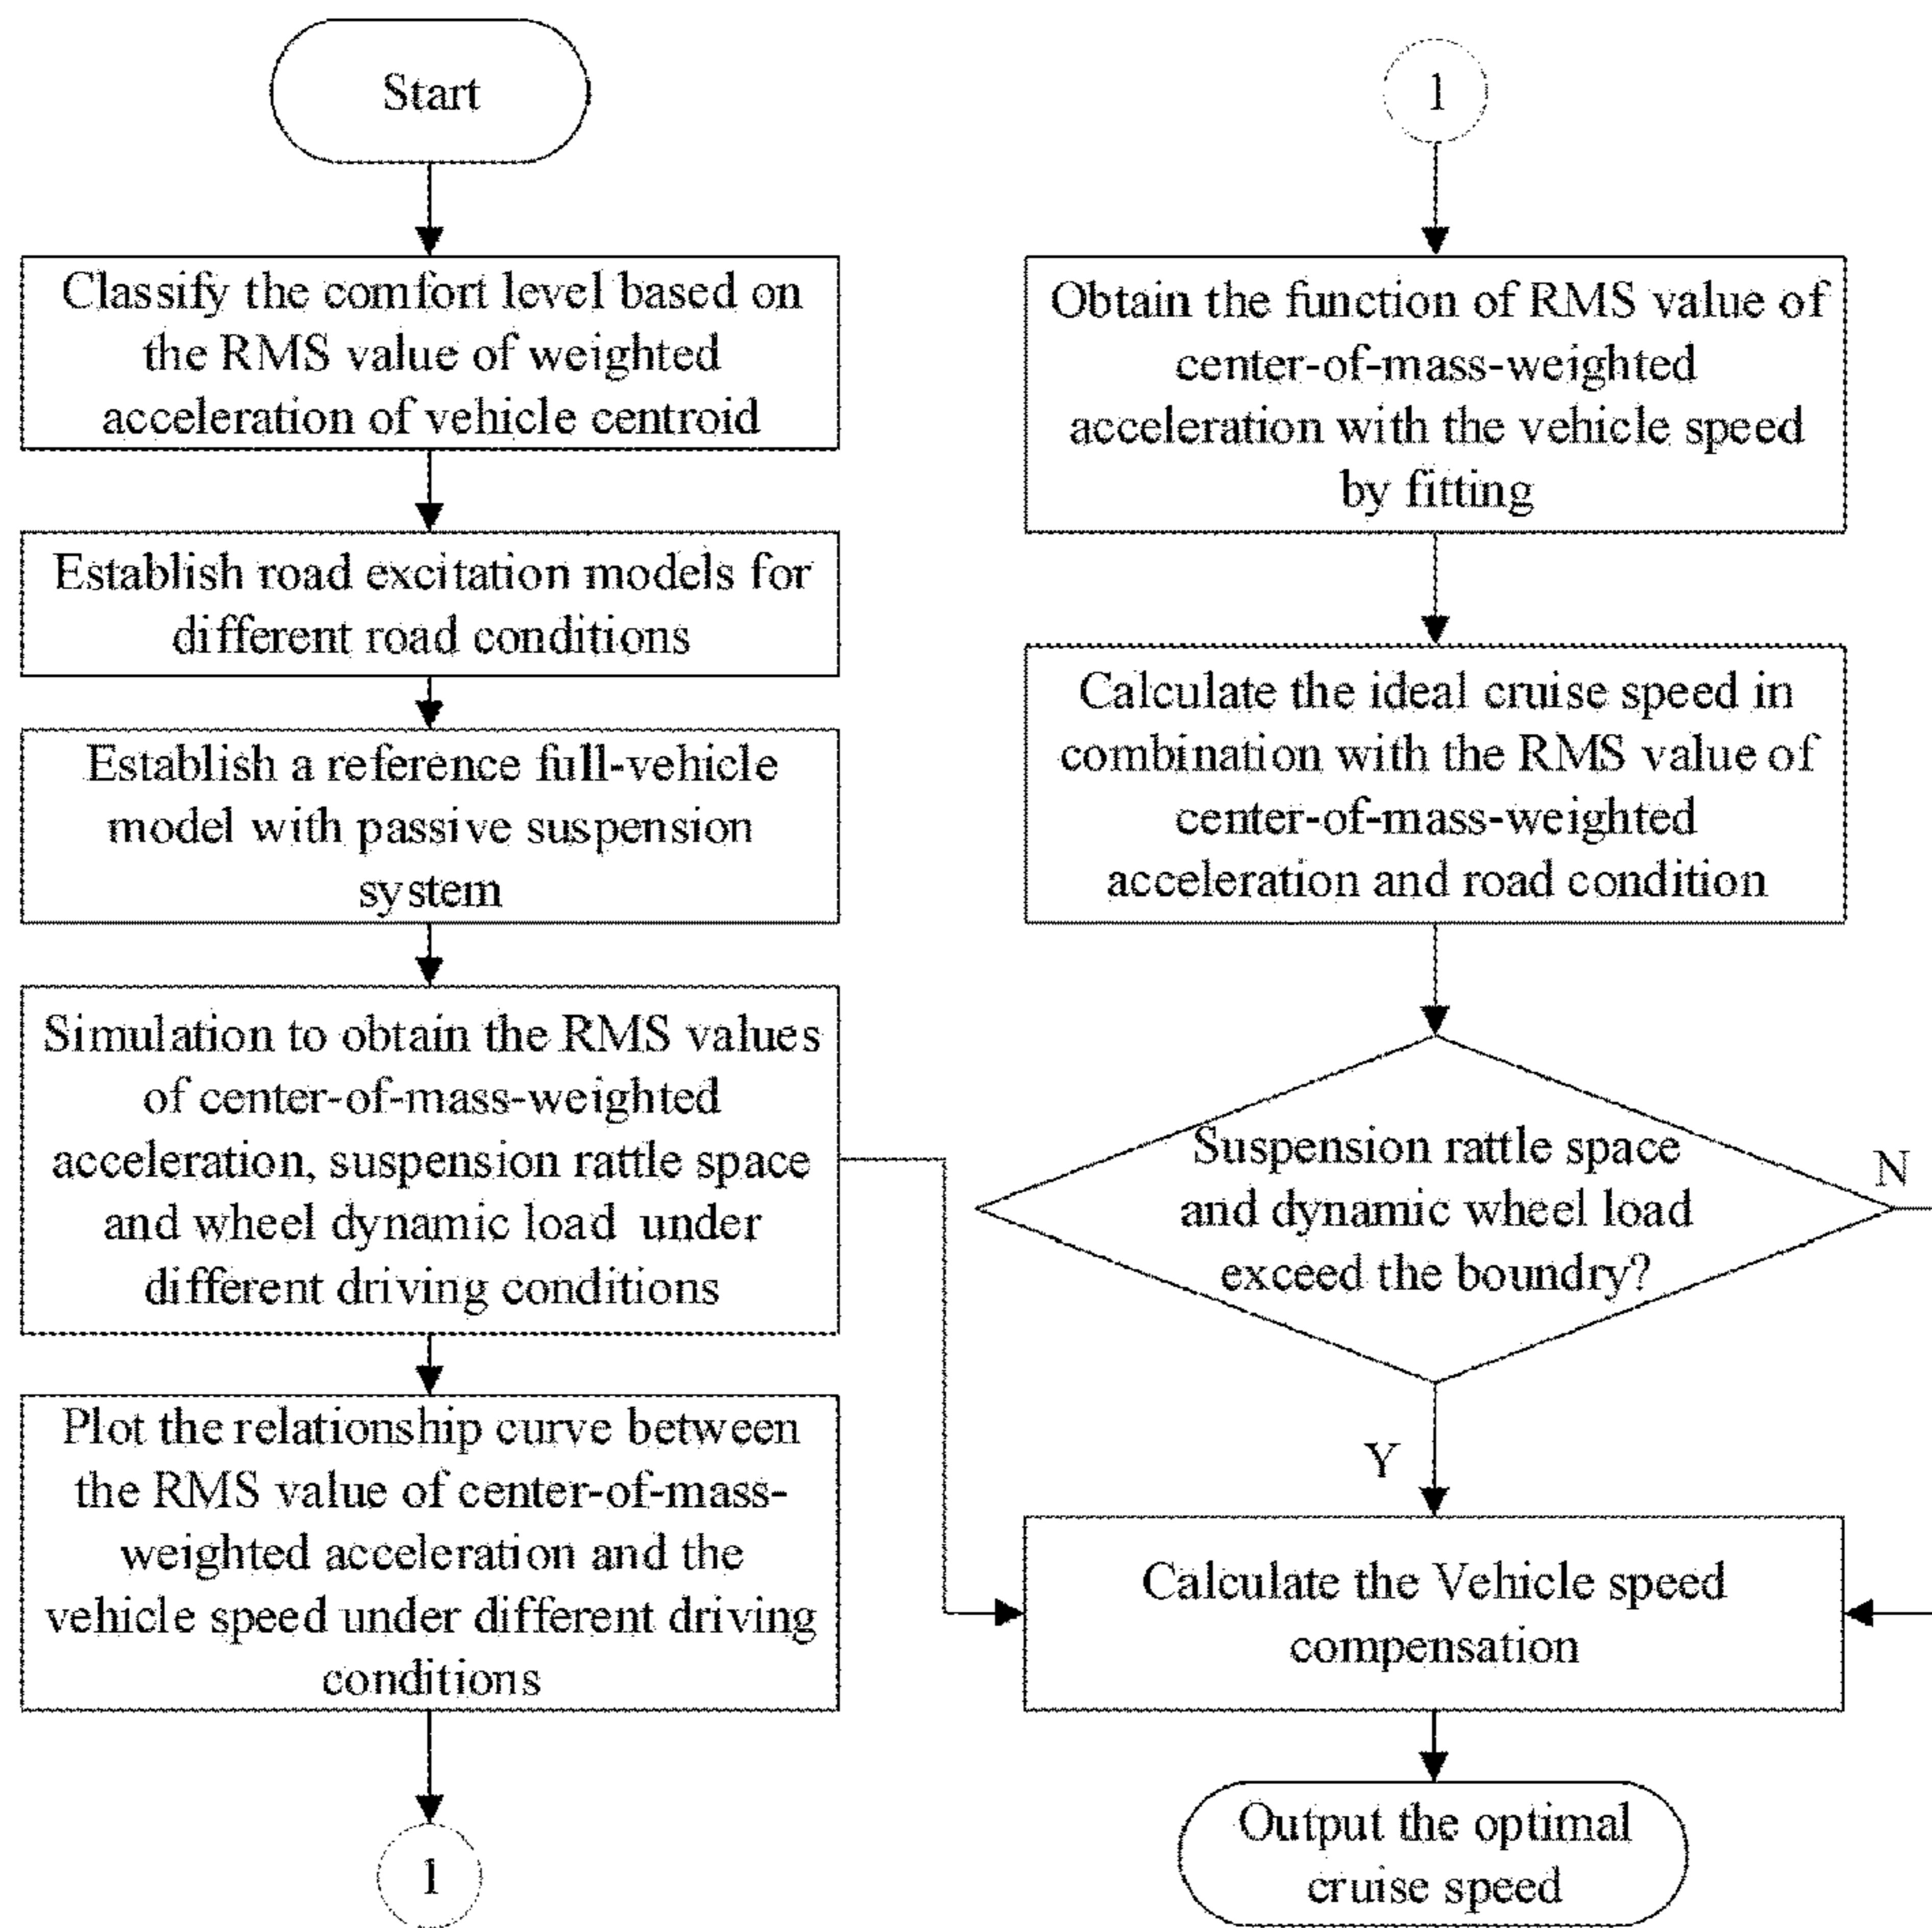 Start
Classify the comfort level based on
the RMS value of weighted
acceleration of vehicle centroid
Establish road excitation models for
different road conditions
Establish a reference full-vehicle
model with passive suspension
system
Simulation to obtain the RMS values
of center-of-mass-weighted
acceleration, suspension rattle space
and wheel dynamic load under
different driving conditions
Plot the relationship curve between
the RMS value of center-of-mass-
weighted acceleration and the
vehicle speed under different driving
conditions
1
1
Obtain the function of RMS value of
center-of-mass-weighted
acceleration with the vehicle speed
by fitting
Calculate the ideal cruise speed in
combination with the RMS value of
center-of-mass-weighted
acceleration and road condition
Suspension rattle space
and dynamic wheel load
exceed the boundry?
N
Y
Calculate the Vehicle speed
compensation
Output the optimal
cruise speed